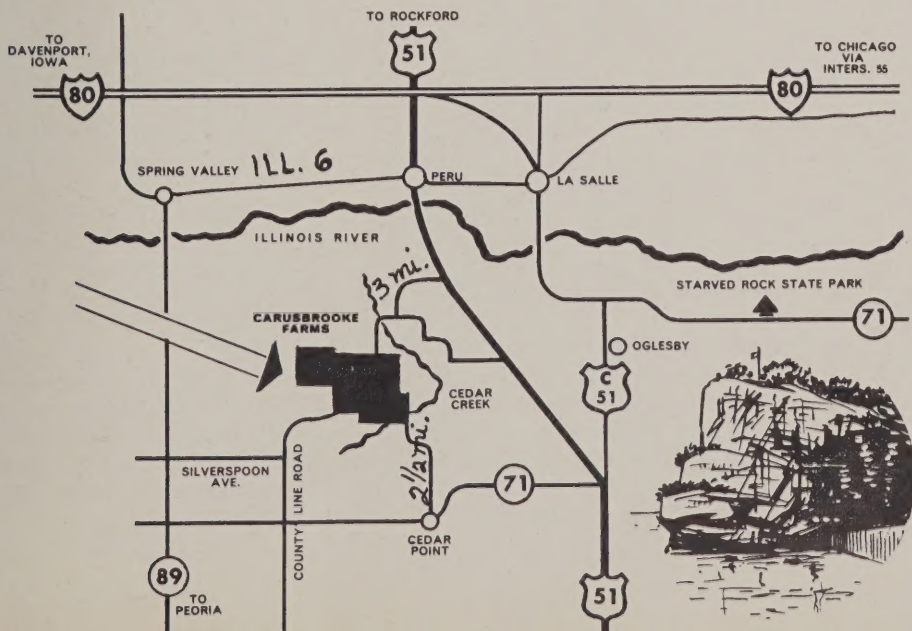 TO ROCKFORD
51
TO
DAVENPORT,
IOWA
TO CHICAGO
VIA
INTERS. 55
80
80
SPRING VALLEY
ILL. 6
PERU
LA SALLE
ILLINOIS RIVER
3 mi.
STARVED ROCK STATE PARK
CARUSBROOKE
FARMS
71
OGLESBY
C
51
CEDAR
CREEK
2 1/2 mi.
SILVERSPOON
AVE.
COUNTY LINE ROAD
71
CEDAR
POINT
89
TO
PEORIA
51